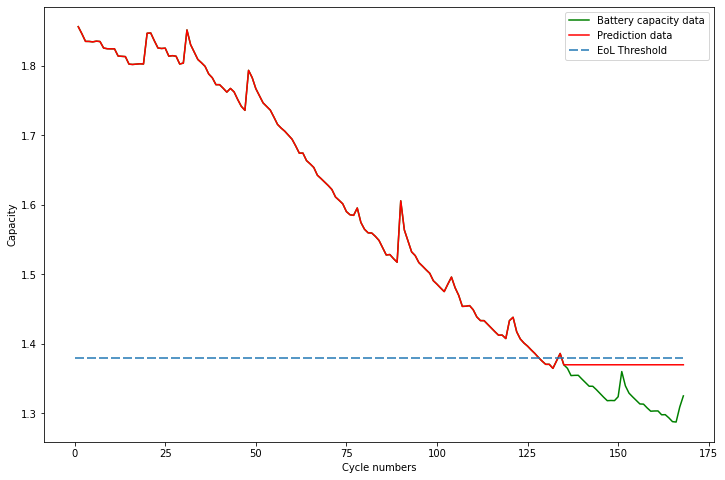 Battery capacity data
Prediction data
EoL Threshold
Capacity
1.8
1.7
1.6
1.5
1.4
1.3
0
25
50
75
100
125
150
175
Cycle numbers